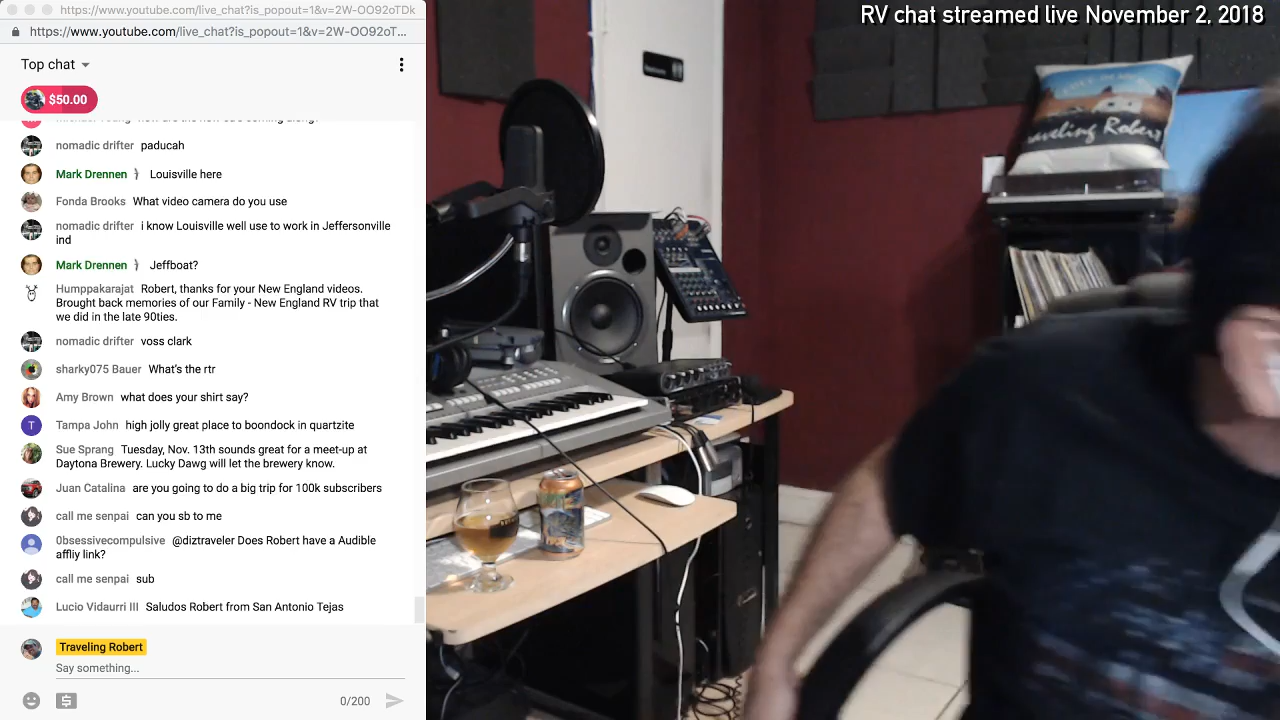 https://www.youtube.com/live_chat?is_popout=1&v=2W-OO92oTDk
https://www.youtube.com/live_chat?is_popout=1&v=2W-OO92oT...
RV chat streamed live November 2, 2018
Top chat
$50.00
nomadic drifter paducah
Mark Drennen Louisville here
Fonda Brooks What video camera do you use
nomadic drifter i know Louisville well use to work in Jeffersonville
ind
Mark Drennen Jeffboat?
Humppakarajat Robert, thanks for your New England videos.
Brought back memories of our Family - New England RV trip that
we did in the late 90ties.
nomadic drifter voss clark
sharky075 Bauer What's the rtr
Amy Brown what does your shirt say?
T Tampa John high jolly great place to boondock in quartzite
Sue Sprang Tuesday, Nov. 13th sounds great for a meet-up at
Daytona Brewery. Lucky Dawg will let the brewery know.
Juan Catalina are you going to do a big trip for 100k subscribers
call me senpai can you sb to me
0bsessivecompulsive @diztraveler Does Robert have a Audible
affliy link?
call me senpai sub
Lucio Vidaurri III Saludos Robert from San Antonio Tejas
Traveling Robert
Say something...
0/200
Traveling Robert